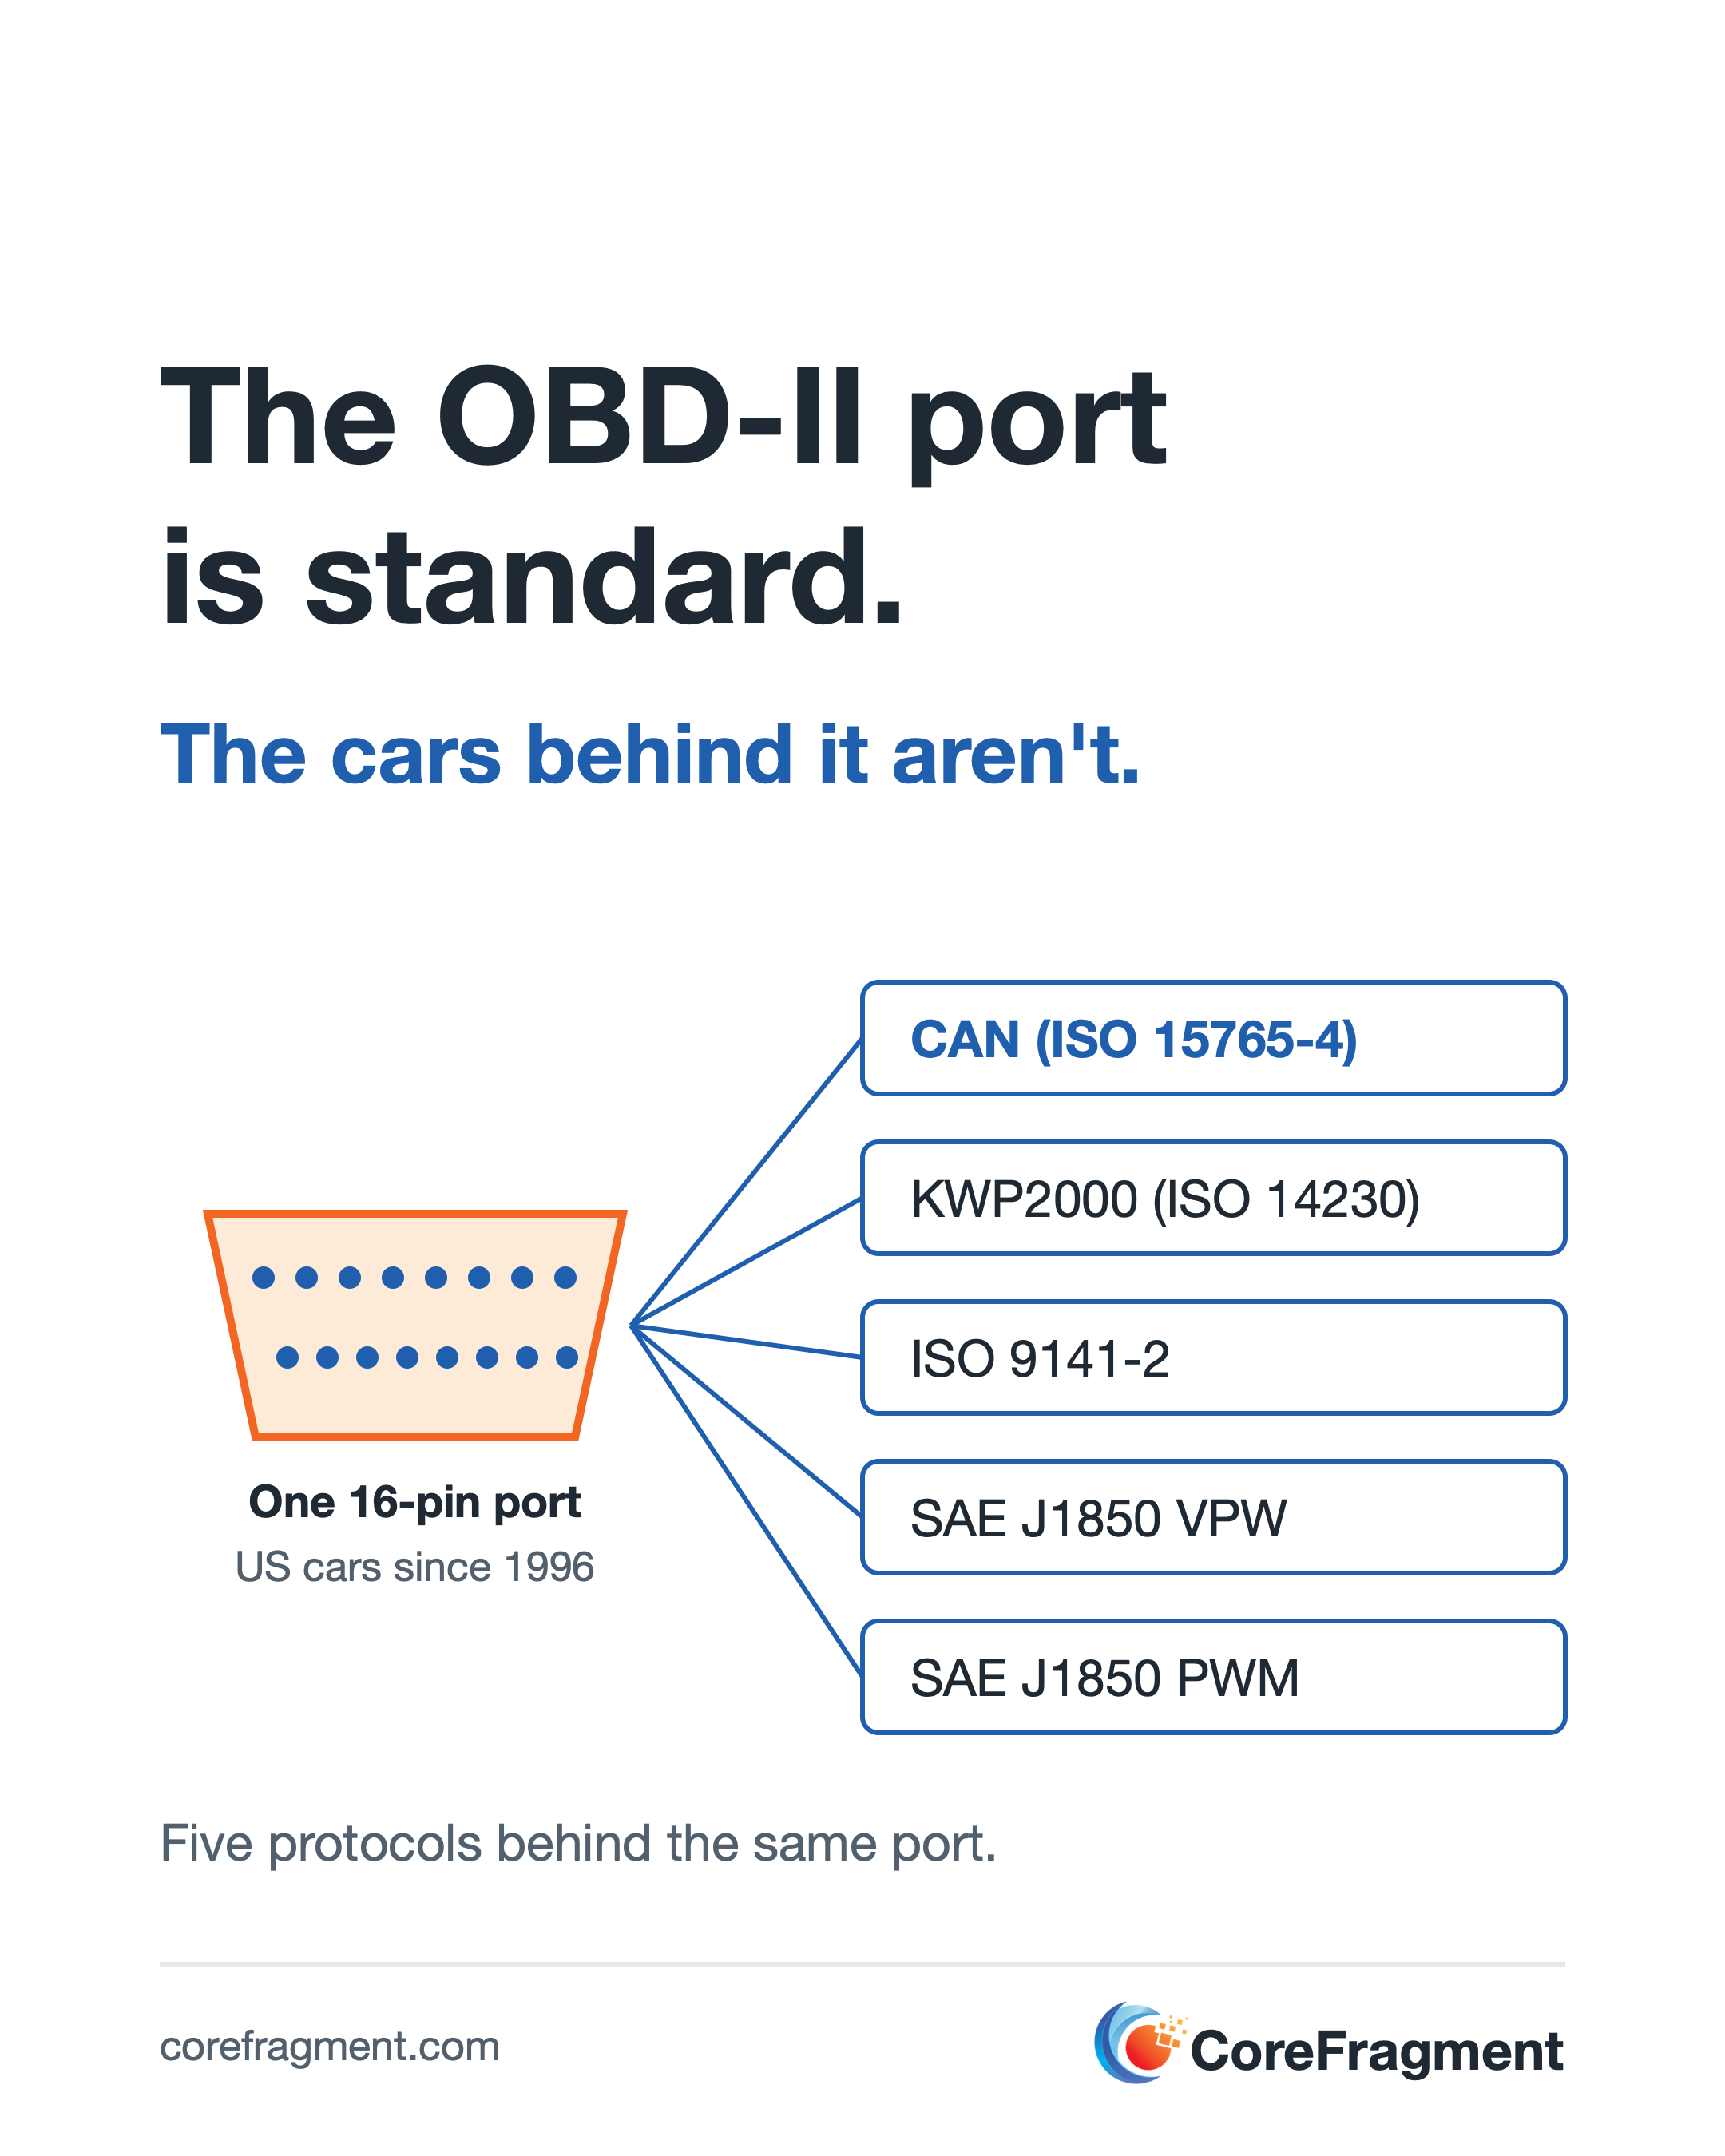 The OBD-II port
is standard.
The cars behind it aren't.
CAN (ISO 15765-4)
KWP2000 (ISO 14230)
ISO 9141-2
SAE J1850 VPW
SAE J1850 PWM
One 16-pin port
US cars since 1996
Five protocols behind the same port.
corefragment.com
CoreFragment